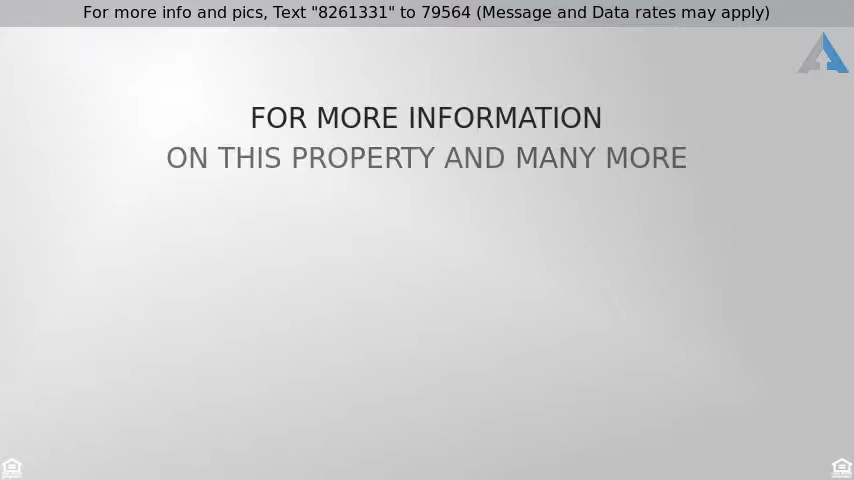 For more info and pics, Text "8261331" to 79564 (Message and Data rates may apply)
FOR MORE INFORMATION
ON THIS PROPERTY AND MANY MORE